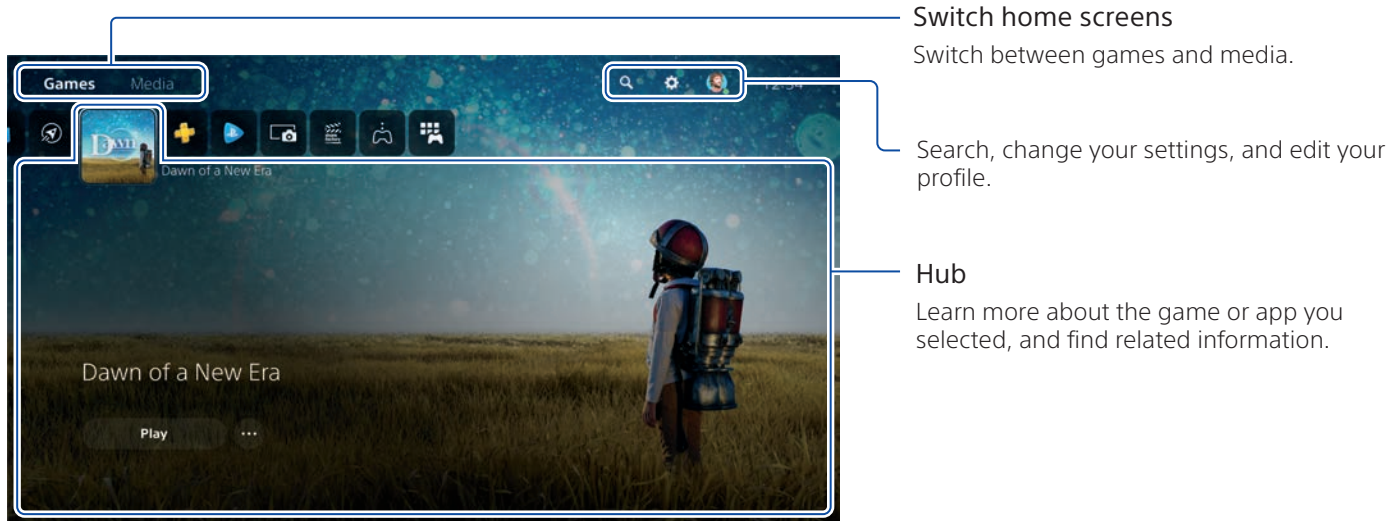 Switch home screens
Switch between games and media.
Games Media
12:34
Dawn
Dawn of a New Era
Search, change your settings, and edit your
profile.
Hub
Learn more about the game or app you
selected, and find related information.
Dawn of a New Era
Play